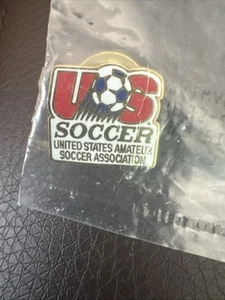 US
SOCCER
UNITED STATES AMATEUR
SOCCER ASSOCIATION